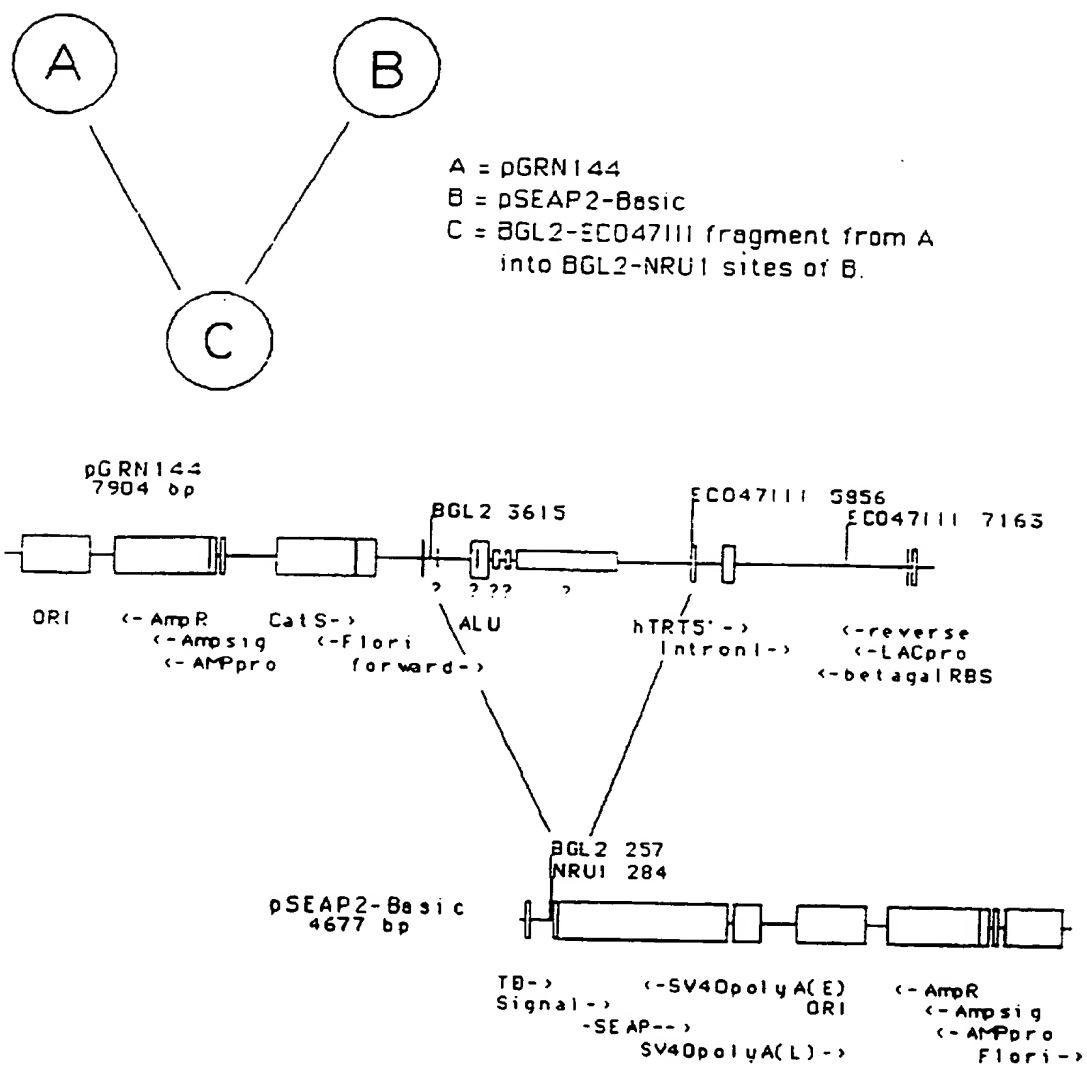 A
B
C
A = pGRN144
B = pSEAP2-Basic
C = BGL2-ECO47III fragment from A
into BGL2-NRU1 sites of B.
pGRN144
7904 bp
BGL2 3615
ECO47III 5956
ECO47III 7163
? ? ?? ?
ORI
<-AmpR
<-Ampsig
<-AMPpro
CatS->
<-F1ori
forward->
ALU
hTRT5'->
Intron1->
<-reverse
<-LACpro
<-betagalRBS
BGL2 257
NRU1 284
pSEAP2-Basic
4677 bp
TB->
Signal->
-SEAP-->
<-SV40polyA(E)
ORI
SV40polyA(L)->
<-AmpR
<-Ampsig
<-AMPpro
F1ori->